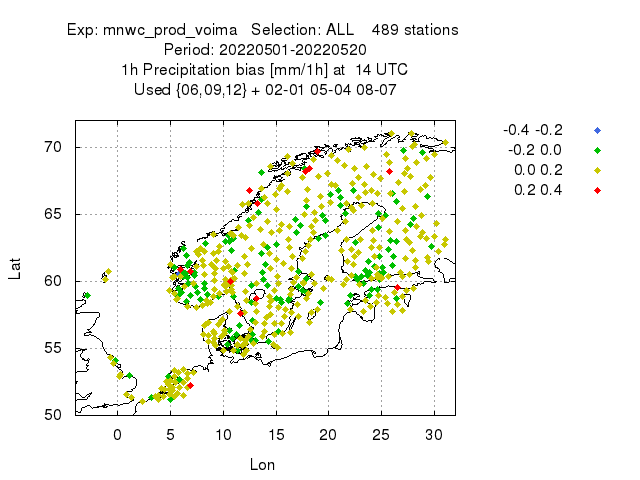 Exp: mnwc_prod_voima   Selection: ALL    489 stations
Period: 20220501-20220520
1h Precipitation bias [mm/1h] at  14 UTC
Used {06,09,12} + 02-01 05-04 08-07
-0.4 -0.2
-0.2 0.0
0.0 0.2
0.2 0.4
70
65
60
55
50
Lat
0 5 10 15 20 25 30
Lon